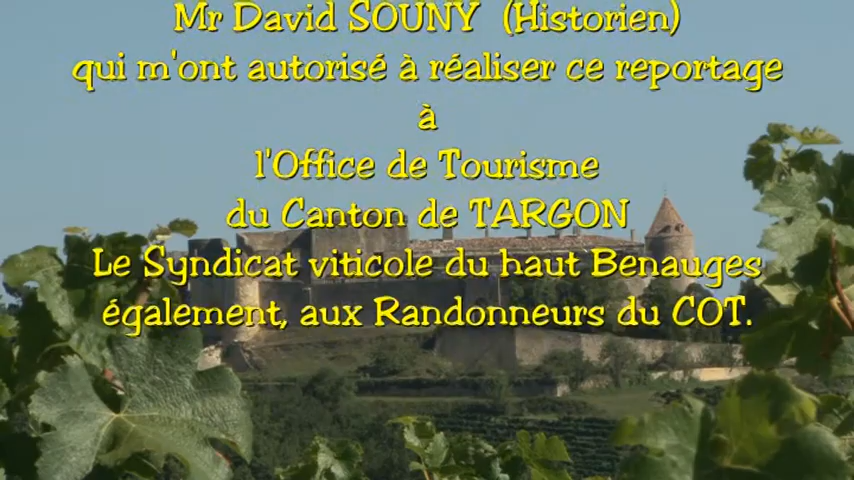 Mr David SOUNY (Historien)
qui m'ont autorisé à réaliser ce reportage
à
l'Office de Tourisme
du Canton de TARGON
Le Syndicat viticole du haut Benauges
également, aux Randonneurs du COT.